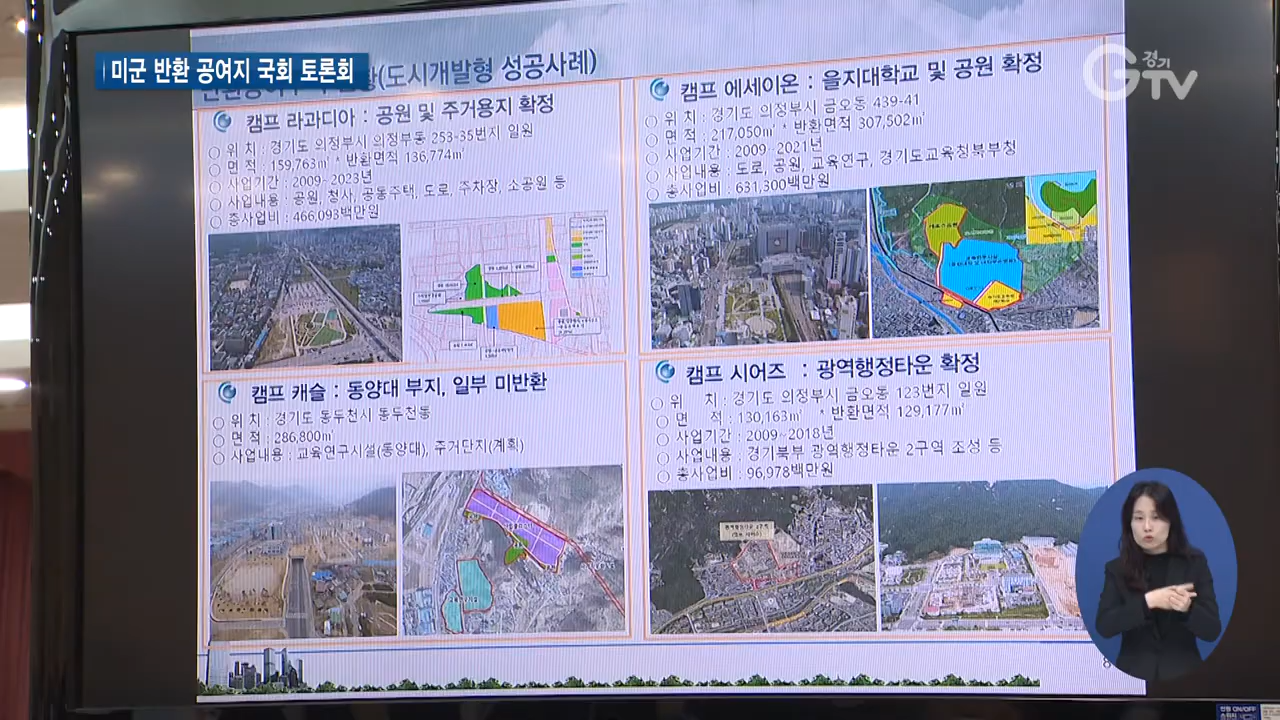 미군 반환 공여지 국회 토론회
경기
GTV
(도시개발형 성공사례)
캠프 라과디아 : 공원 및 주거용지 확정
○ 위 치 : 경기도 의정부시 의정부동 253-35번지 일원
○ 면 적 : 159,763㎡ * 반환면적 136,774㎡
○ 사업기간 : 2009~2023년
○ 사업내용 : 공원, 청사, 공동주택, 도로, 주차장, 소공원 등
○ 총사업비 : 466,093백만원
캠프 에세이온 : 을지대학교 및 공원 확정
○ 위 치 : 경기도 의정부시 금오동 439-41
○ 면 적 : 217,050㎡ * 반환면적 307,502㎡
○ 사업기간 : 2009~2021년
○ 사업내용 : 도로, 공원, 교육연구, 경기도교육청북부청
○ 총사업비 : 631,300백만원
캠프 캐슬 : 동양대 부지, 일부 미반환
○ 위 치 : 경기도 동두천시 동두천동
○ 면 적 : 286,800㎡
○ 사업내용 : 교육연구시설(동양대), 주거단지(계획)
캠프 시어즈 : 광역행정타운 확정
○ 위 치 : 경기도 의정부시 금오동 123번지 일원
○ 면 적 : 130,163㎡ * 반환면적 129,177㎡
○ 사업기간 : 2009~2018년
○ 사업내용 : 경기북부 광역행정타운 2구역 조성 등
○ 총사업비 : 96,978백만원
8